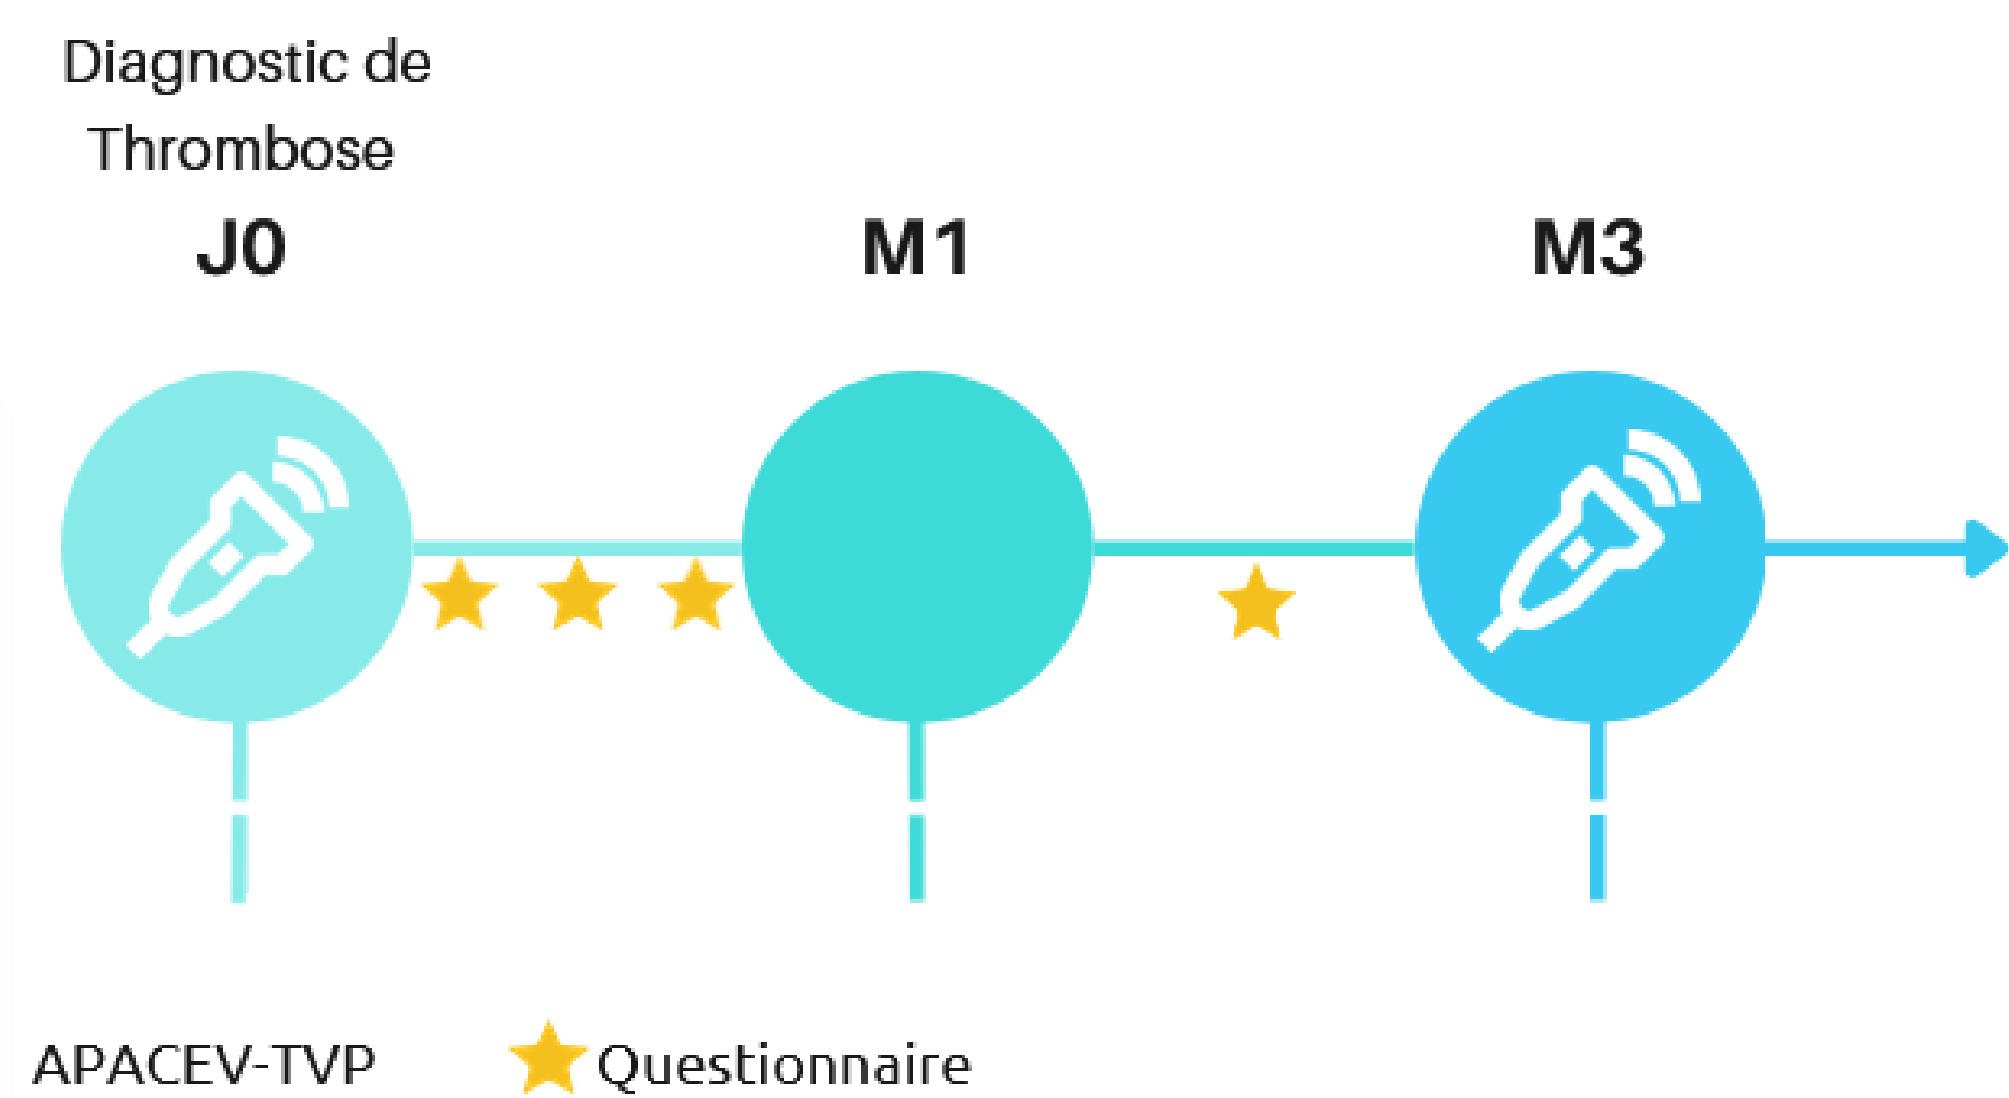 Diagnostic de
Thrombose
J0
M1
M3
APACEV-TVP
Questionnaire